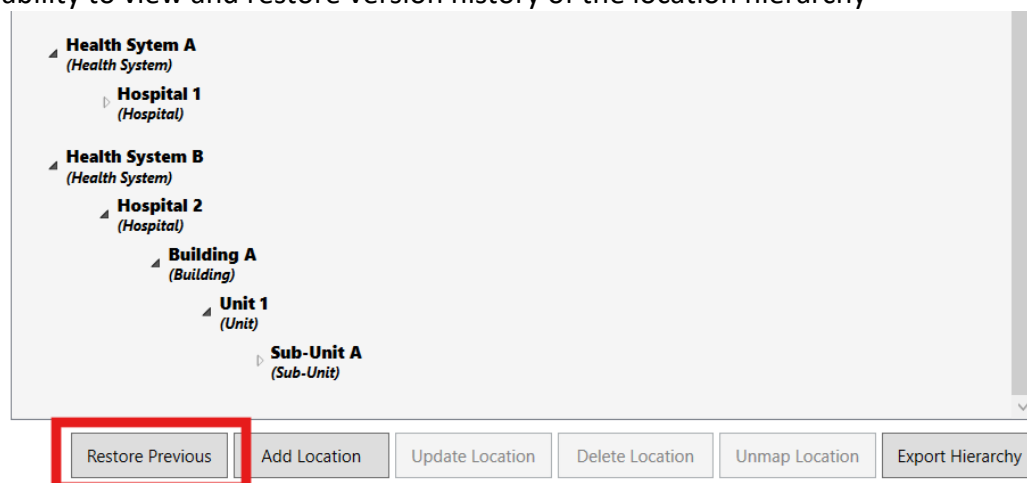 ability to view and restore version history of the location hierarchy
Health Sytem A
(Health System)
Hospital 1
(Hospital)
Health System B
(Health System)
Hospital 2
(Hospital)
Building A
(Building)
Unit 1
(Unit)
Sub-Unit A
(Sub-Unit)
Restore Previous Add Location Update Location Delete Location Unmap Location Export Hierarchy